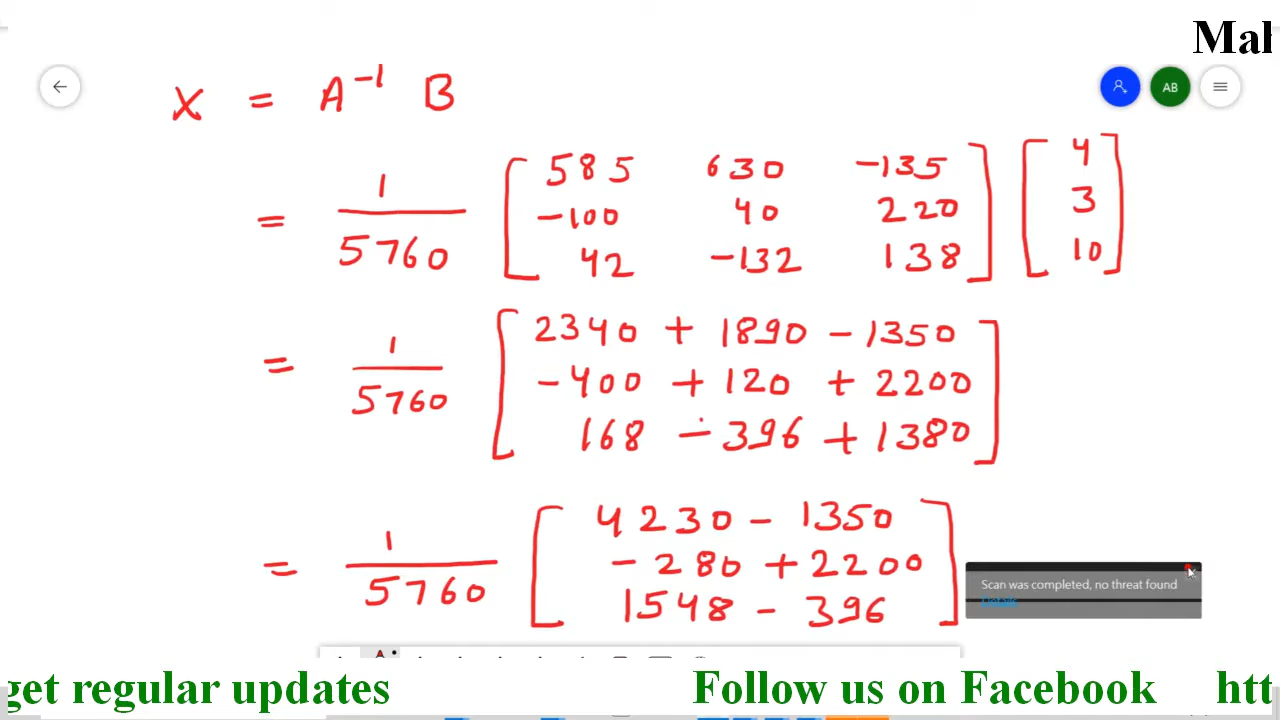 Mah
AB
X = A⁻¹ B
= 1/5760 [ 585 630 -135 ] [ 4 ]
[ -100 40 220 ] [ 3 ]
[ 42 -132 138 ] [ 10 ]
= 1/5760 [ 2340 + 1890 - 1350 ]
[ -400 + 120 + 2200 ]
[ 168 - 396 + 1380 ]
= 1/5760 [ 4230 - 1350 ]
[ -280 + 2200 ]
[ 1548 - 396 ]
Scan was completed, no threat found
Details
get regular updates Follow us on Facebook htt